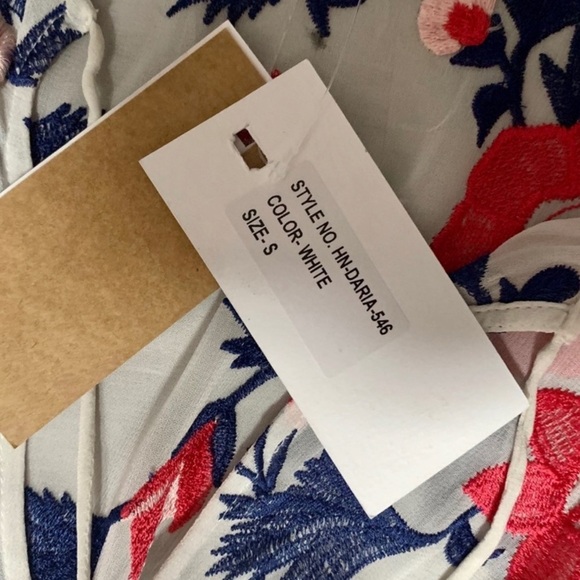 STYLE NO. HN-DARIA-546
COLOR- WHITE
SIZE- S